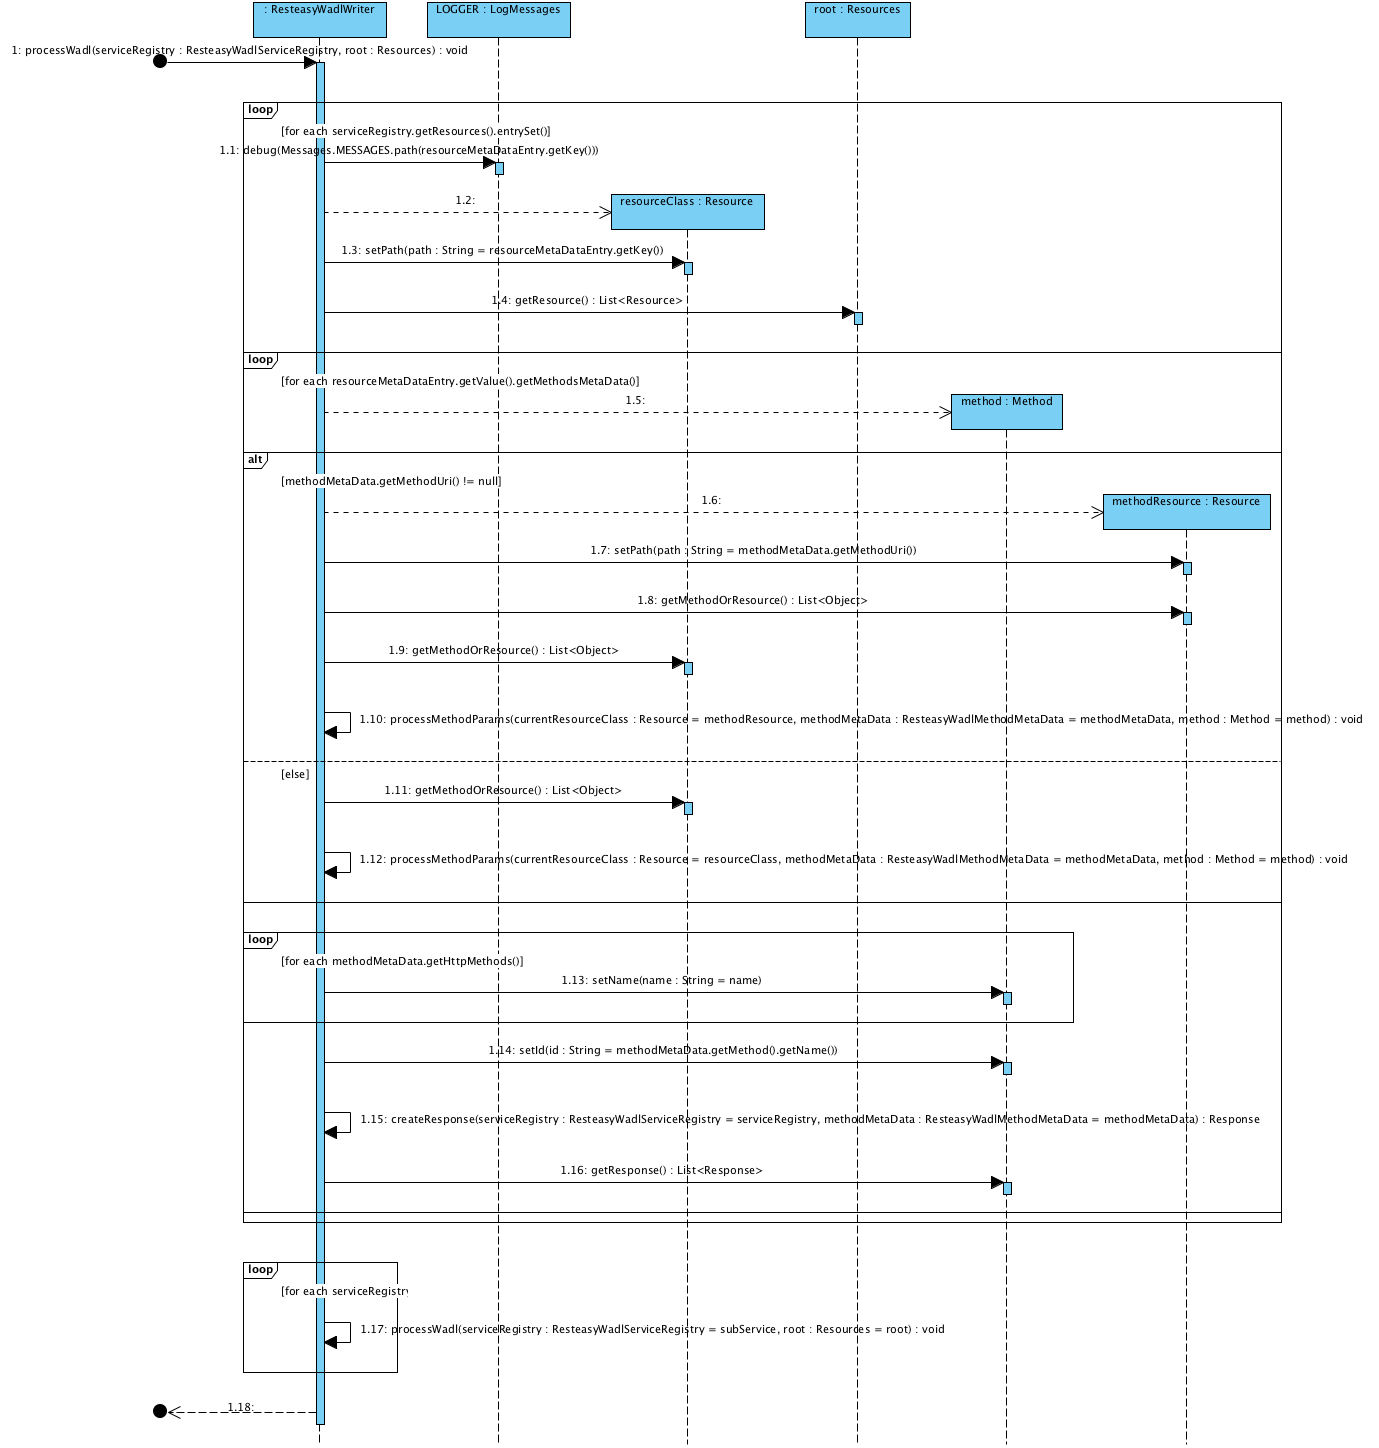 : ResteasyWadlWriter
LOGGER : LogMessages
root : Resources
1: processWadl(serviceRegistry : ResteasyWadlServiceRegistry, root : Resources) : void
loop
[for each serviceRegistry.getResources().entrySet()]
1.1: debug(Messages.MESSAGES.path(resourceMetaDataEntry.getKey()))
1.2:
resourceClass : Resource
1.3: setPath(path : String = resourceMetaDataEntry.getKey())
1.4: getResource() : List<Resource>
loop
[for each resourceMetaDataEntry.getValue().getMethodsMetaData()]
1.5:
method : Method
alt
[methodMetaData.getMethodUri() != null]
1.6:
methodResource : Resource
1.7: setPath(path : String = methodMetaData.getMethodUri())
1.8: getMethodOrResource() : List<Object>
1.9: getMethodOrResource() : List<Object>
1.10: processMethodParams(currentResourceClass : Resource = methodResource, methodMetaData : ResteasyWadlMethodMetaData = methodMetaData, method : Method = method) : void
[else]
1.11: getMethodOrResource() : List<Object>
1.12: processMethodParams(currentResourceClass : Resource = resourceClass, methodMetaData : ResteasyWadlMethodMetaData = methodMetaData, method : Method = method) : void
loop
[for each methodMetaData.getHttpMethods()]
1.13: setName(name : String = name)
1.14: setId(id : String = methodMetaData.getMethod().getName())
1.15: createResponse(serviceRegistry : ResteasyWadlServiceRegistry = serviceRegistry, methodMetaData : ResteasyWadlMethodMetaData = methodMetaData) : Response
1.16: getResponse() : List<Response>
loop
[for each serviceRegistry
1.17: processWadl(serviceRegistry : ResteasyWadlServiceRegistry = subService, root : Resources = root) : void
1.18: